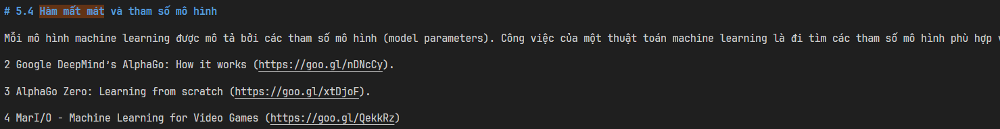 # 5.4 Hàm mất mát và tham số mô hình
Mỗi mô hình machine learning được mô tả bởi các tham số mô hình (model parameters). Công việc của một thuật toán machine learning là đi tìm các tham số mô hình phù hợp
2 Google DeepMind's AlphaGo: How it works (https://goo.gl/nDNcCy).
3 AlphaGo Zero: Learning from scratch (https://goo.gl/xtDjoF).
4 MarI/O - Machine Learning for Video Games (https://goo.gl/QekkRz)